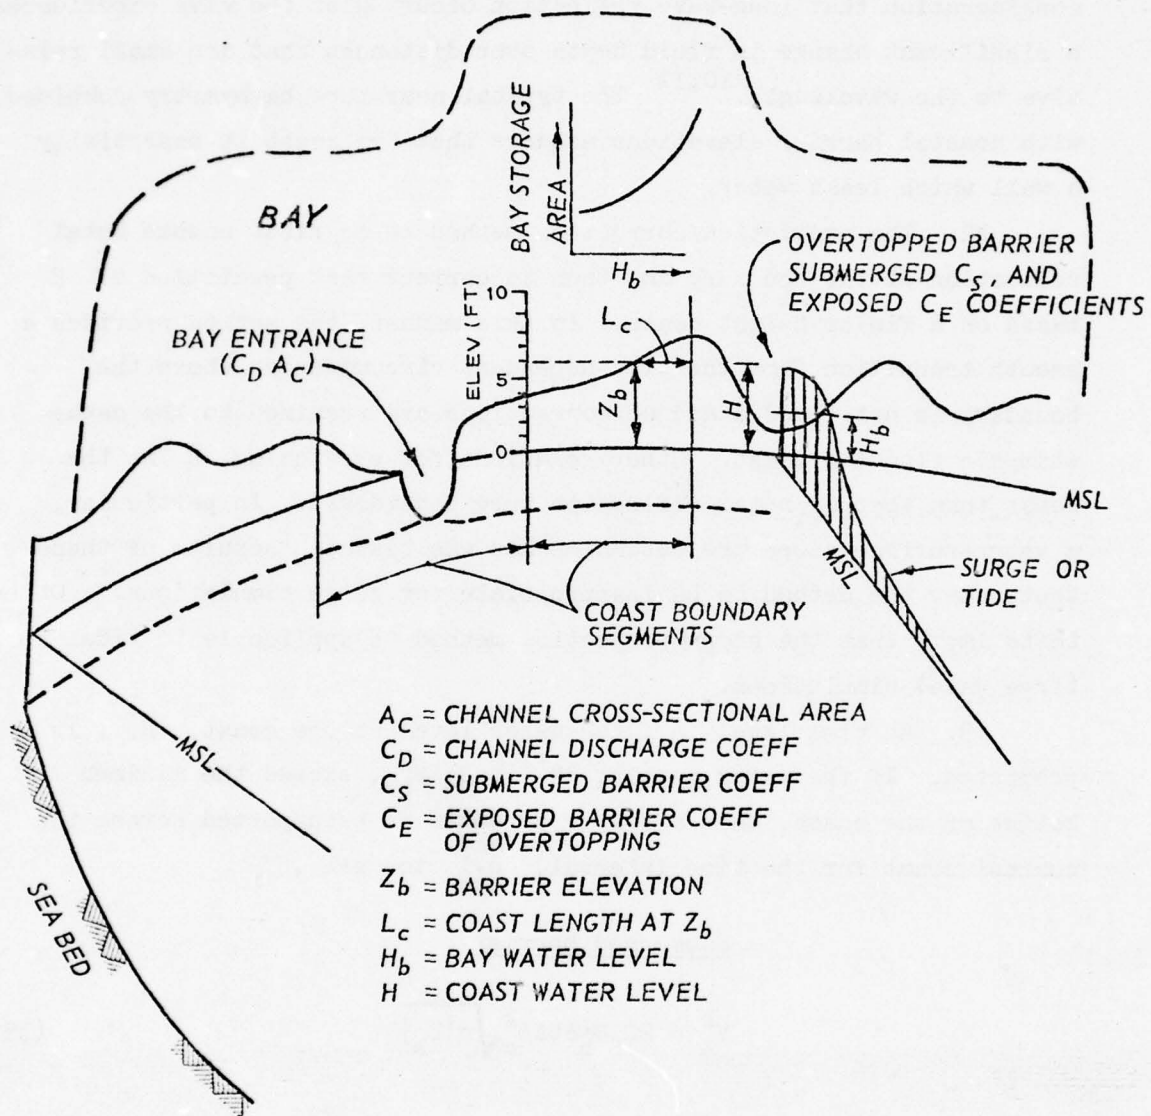 BAY
BAY STORAGE
AREA
H_b
ELEV (FT)
10
5
0
L_c
Z_b
H
H_b
OVERTOPPED BARRIER
SUBMERGED C_S, AND
EXPOSED C_E COEFFICIENTS
BAY ENTRANCE
(C_D A_C)
MSL
MSL
SURGE OR
TIDE
COAST BOUNDARY
SEGMENTS
MSL
SEA BED
A_C = CHANNEL CROSS-SECTIONAL AREA
C_D = CHANNEL DISCHARGE COEFF
C_S = SUBMERGED BARRIER COEFF
C_E = EXPOSED BARRIER COEFF
OF OVERTOPPING
Z_b = BARRIER ELEVATION
L_c = COAST LENGTH AT Z_b
H_b = BAY WATER LEVEL
H = COAST WATER LEVEL